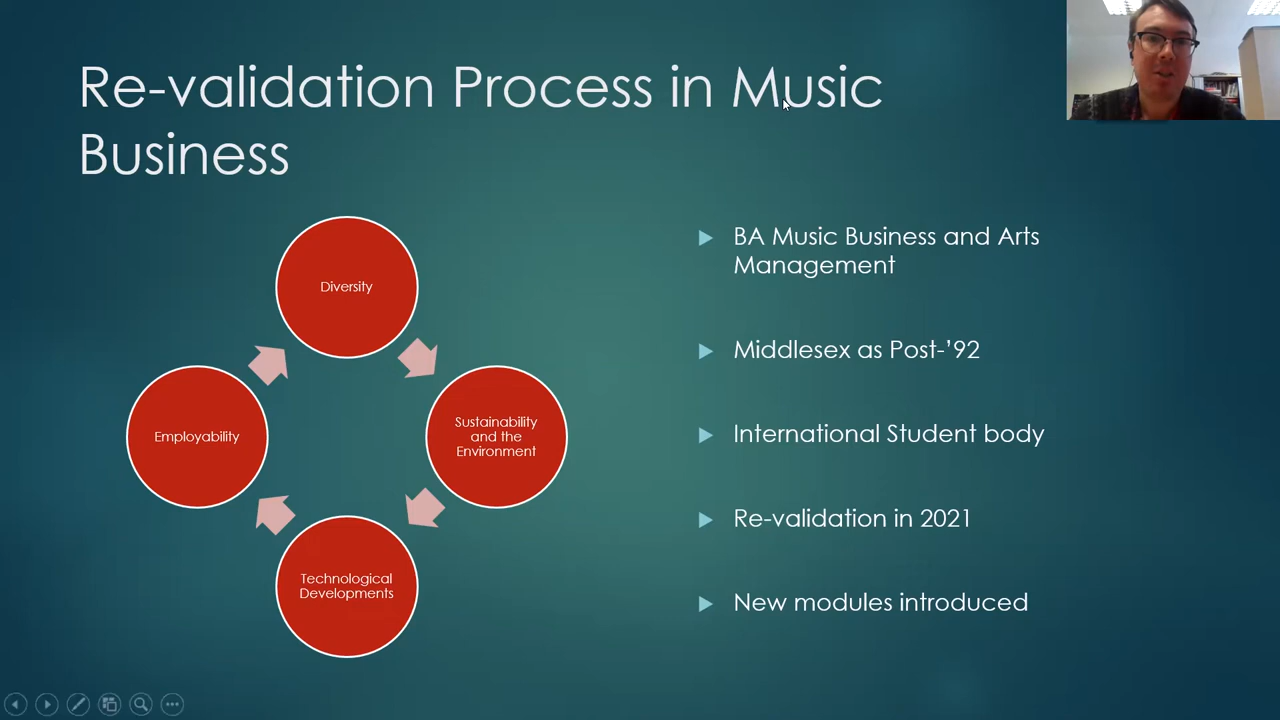 Re-validation Process in Music
Business
Diversity
Sustainability
and the
Environment
Technological
Developments
Employability
BA Music Business and Arts
Management
Middlesex as Post-’92
International Student body
Re-validation in 2021
New modules introduced